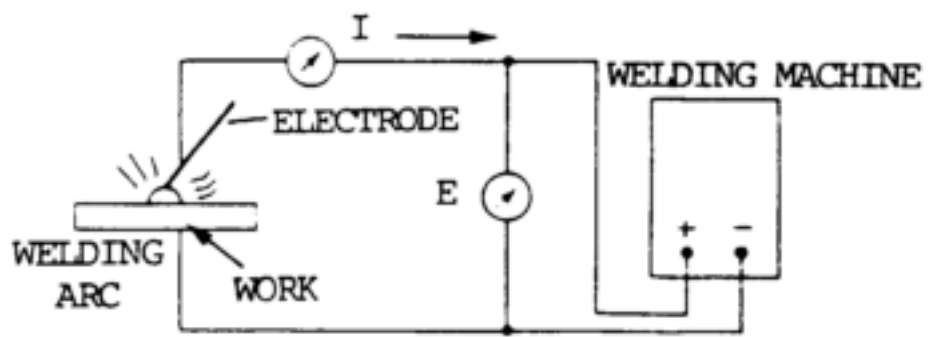 I
WELDING MACHINE
ELECTRODE
E
+ -
WELDING
ARC
WORK